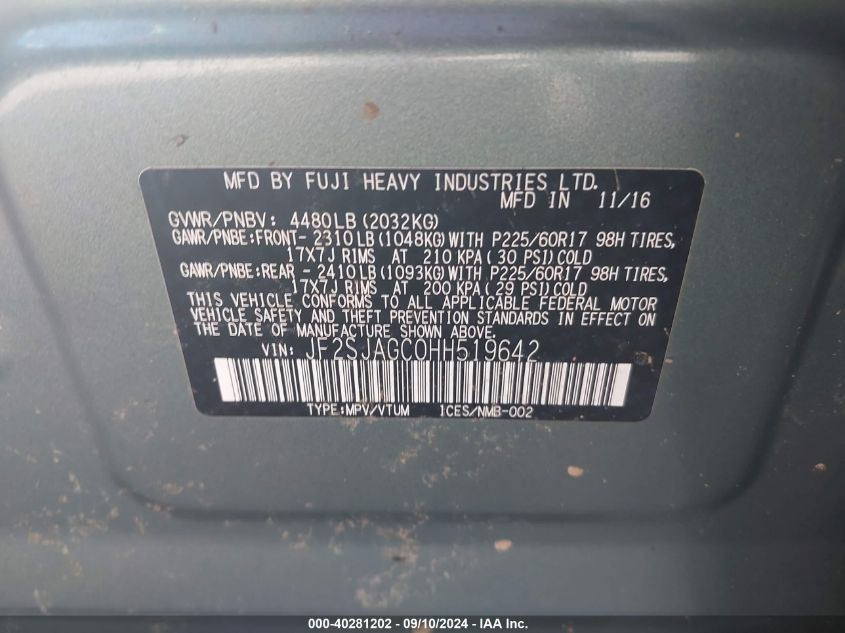 MFD BY FUJI HEAVY INDUSTRIES LTD.
MFD IN 11/16
GVWR/PNBV: 4480LB (2032KG)
GAWR/PNBE:FRONT- 2310LB (1048KG) WITH P225/60R17 98H TIRES,
17X7J RIMS AT 210 KPA (30 PSI) COLD
GAWR/PNBE:REAR - 2410LB (1093KG) WITH P225/60R17 98H TIRES,
17X7J RIMS AT 200 KPA (29 PSI) COLD
THIS VEHICLE CONFORMS TO ALL APPLICABLE FEDERAL MOTOR
VEHICLE SAFETY AND THEFT PREVENTION STANDARDS IN EFFECT ON
THE DATE OF MANUFACTURE SHOWN ABOVE.
VIN: JF2SJAGC0HH519642
TYPE:MPV/VTUM ICES/NMB-002
000-40281202 - 09/10/2024 - IAA Inc.